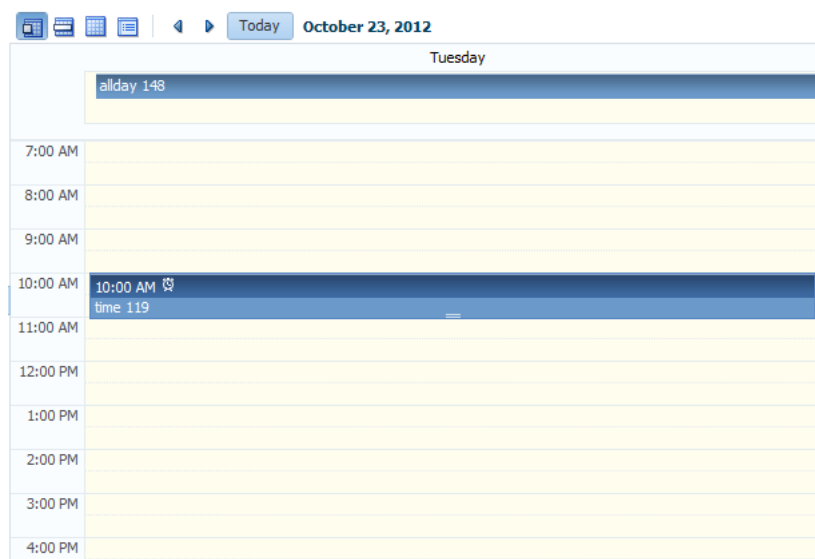 Today October 23, 2012
Tuesday
allday 148
7:00 AM
8:00 AM
9:00 AM
10:00 AM
10:00 AM
time 119
11:00 AM
12:00 PM
1:00 PM
2:00 PM
3:00 PM
4:00 PM